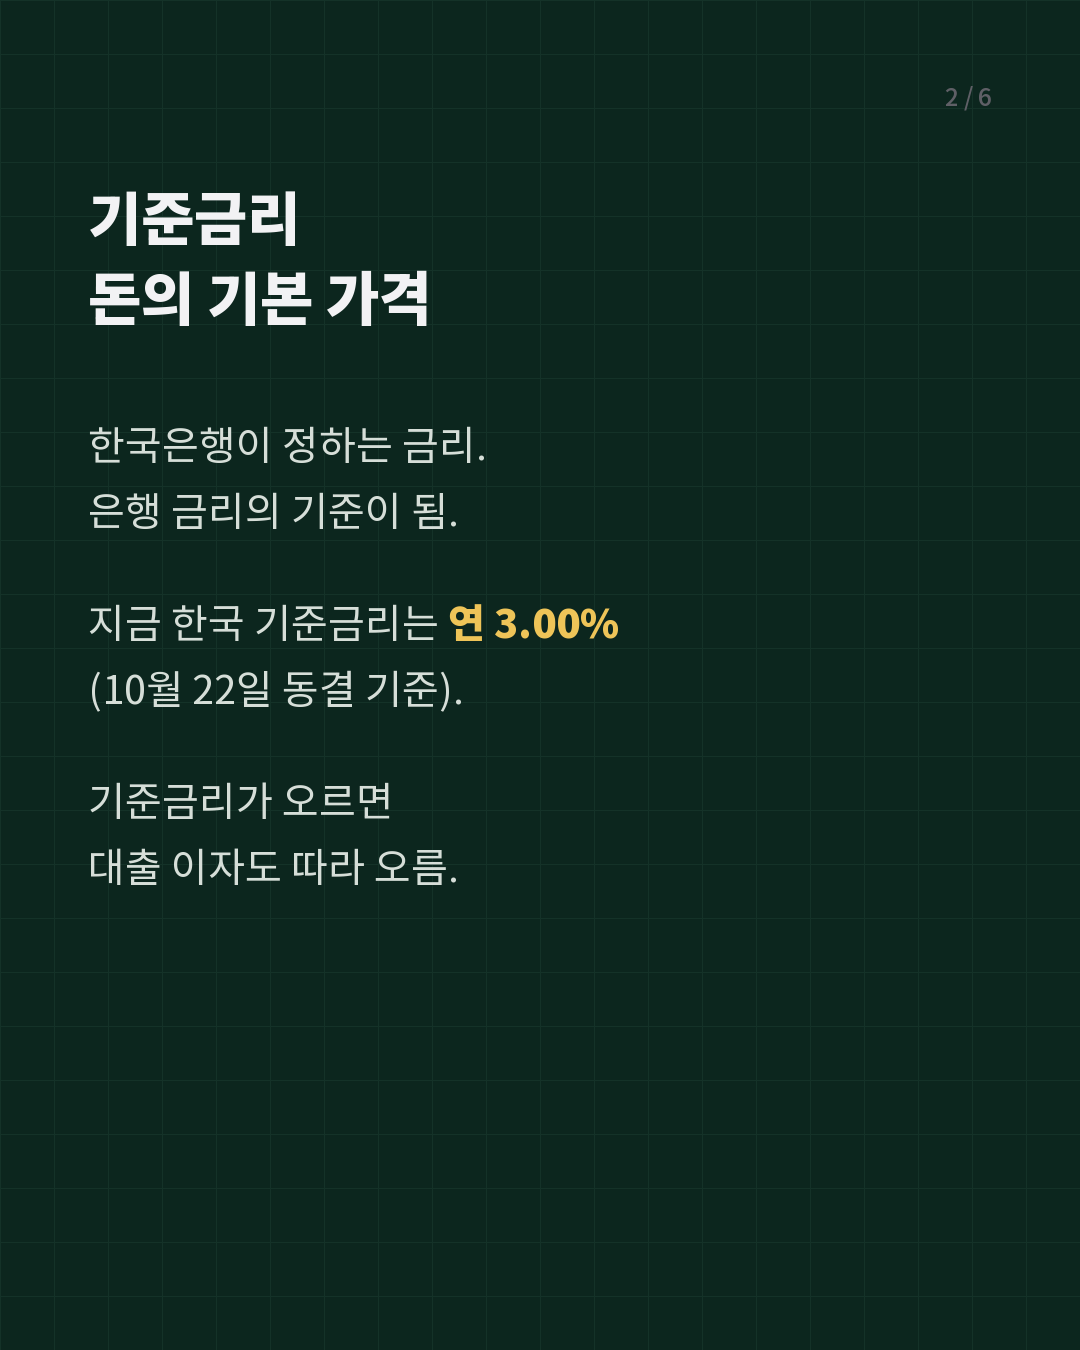 2 / 6
기준금리
돈의 기본 가격
한국은행이 정하는 금리.
은행 금리의 기준이 됨.
지금 한국 기준금리는 연 3.00%
(10월 22일 동결 기준).
기준금리가 오르면
대출 이자도 따라 오름.